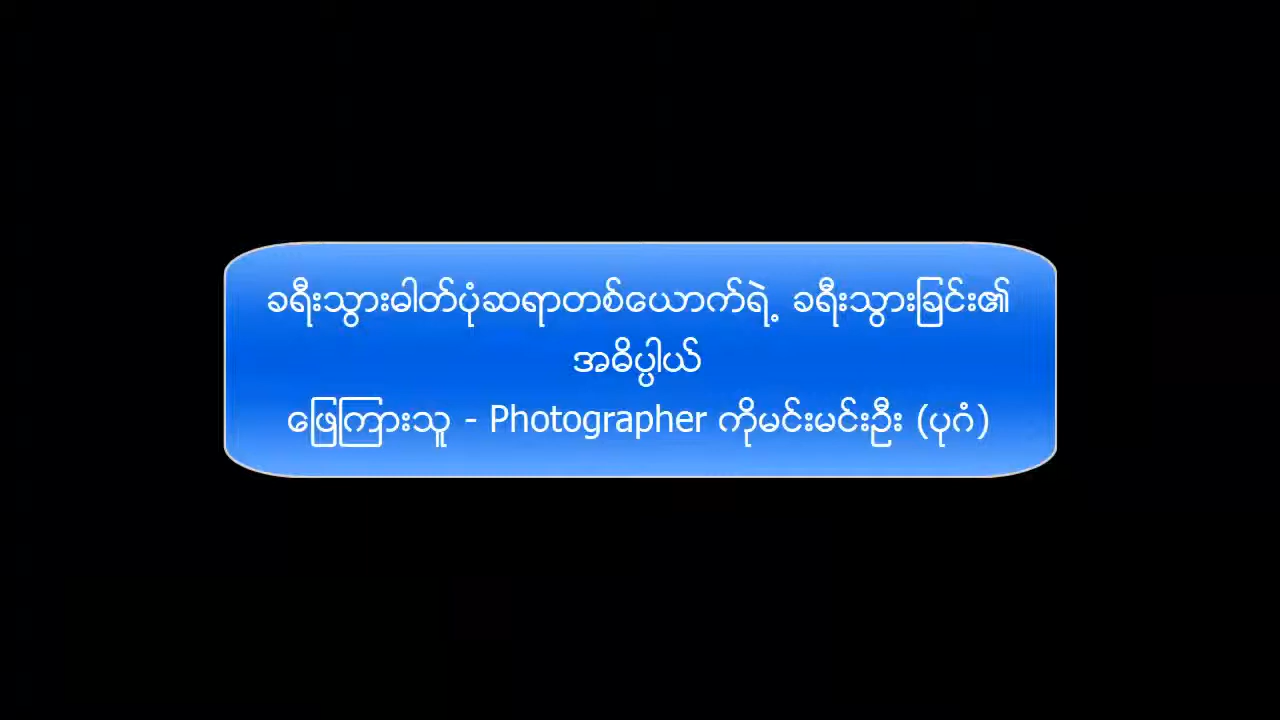 ခရီးသွားဓါတ်ပုံဆရာတစ်ယောက်ရဲ့ ခရီးသွားခြင်း၏
အဓိပ္ပါယ်
ဖြေကြားသူ - Photographer ကိုမင်းမင်းဦး (ပုဂံ)